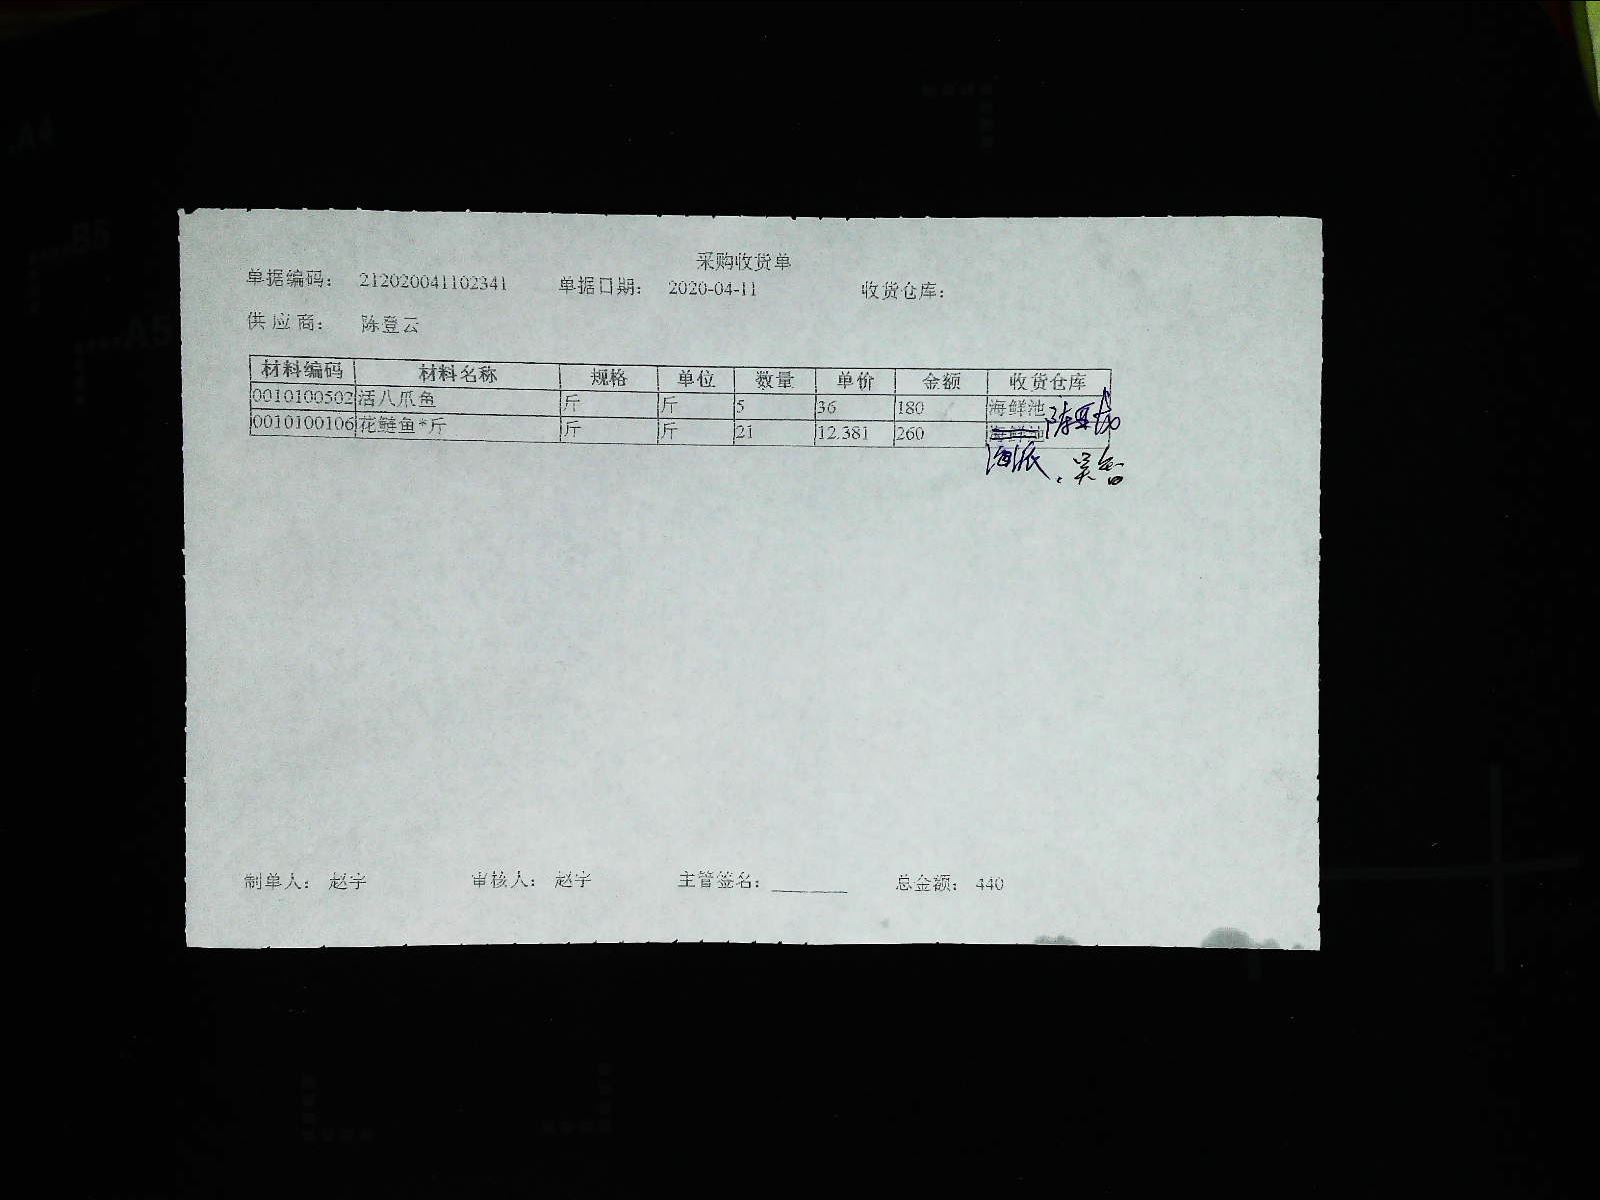 采购收货单
单据编码： 212020041102341 单据日期： 2020-04-11 收货仓库：
供应商： 陈登云
材料编码 材料名称 规格 单位 数量 单价 金额 收货仓库
0010100502 活八爪鱼 斤 斤 5 36 180 海鲜池
0010100106 花鲢鱼*斤 斤 斤 21 12.381 260 海鲜池
海派
制单人： 赵宇 审核人： 赵宇 主管签名： 总金额： 440